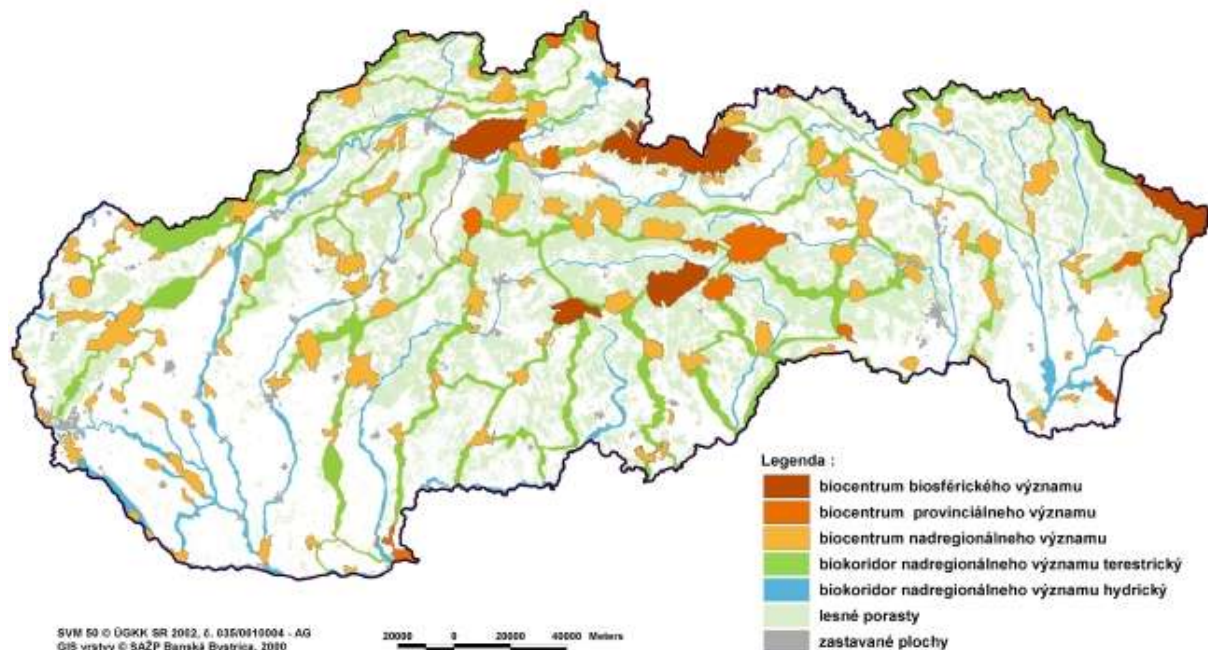 Legenda :
biocentrum biosférického významu
biocentrum provinciálneho významu
biocentrum nadregionálneho významu
biokoridor nadregionálneho významu terestrický
biokoridor nadregionálneho významu hydrický
lesné porasty
zastavané plochy
SVM 50 © ÚGKK SR 2002, č. 035/0010004 - AG
GIS vrstvy © SAŽP Banská Bystrica, 2000
20000 0 20000 40000 Meters